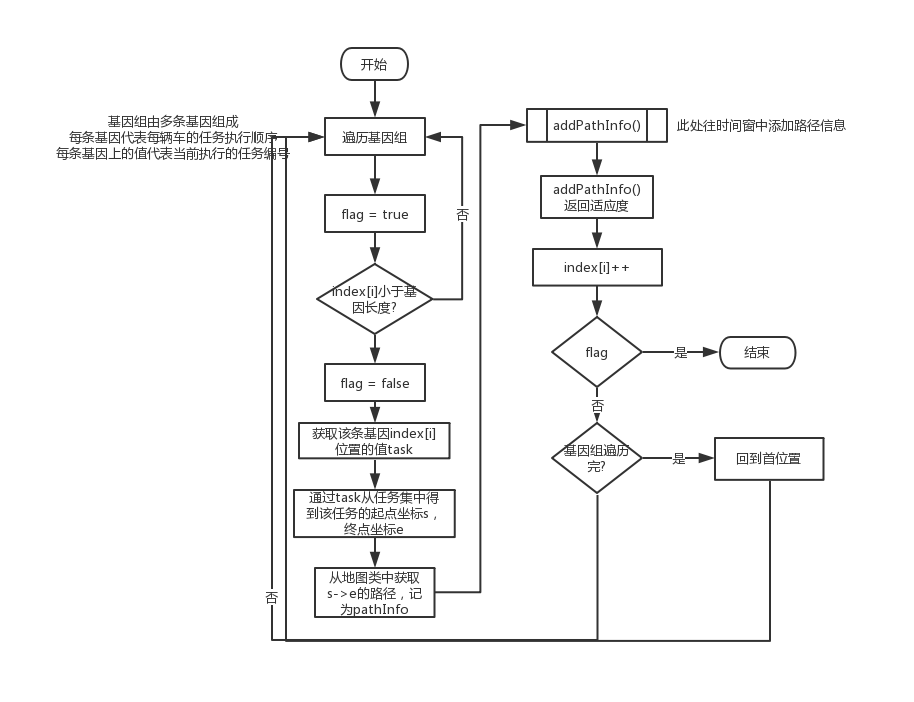 开始
基因组由多条基因组成
每条基因代表每辆车的任务执行顺序
每条基因上的值代表当前执行的任务编号
遍历基因组
flag = true
否
index[i]小于基
因长度?
flag = false
获取该条基因index[i]
位置的值task
通过task从任务集中得
到该任务的起点坐标s，
终点坐标e
从地图类中获取
s->e的路径，记
为pathInfo
否
addPathInfo()
此处往时间窗中添加路径信息
addPathInfo()
返回适应度
index[i]++
flag
是
结束
否
基因组遍历
完?
是
回到首位置